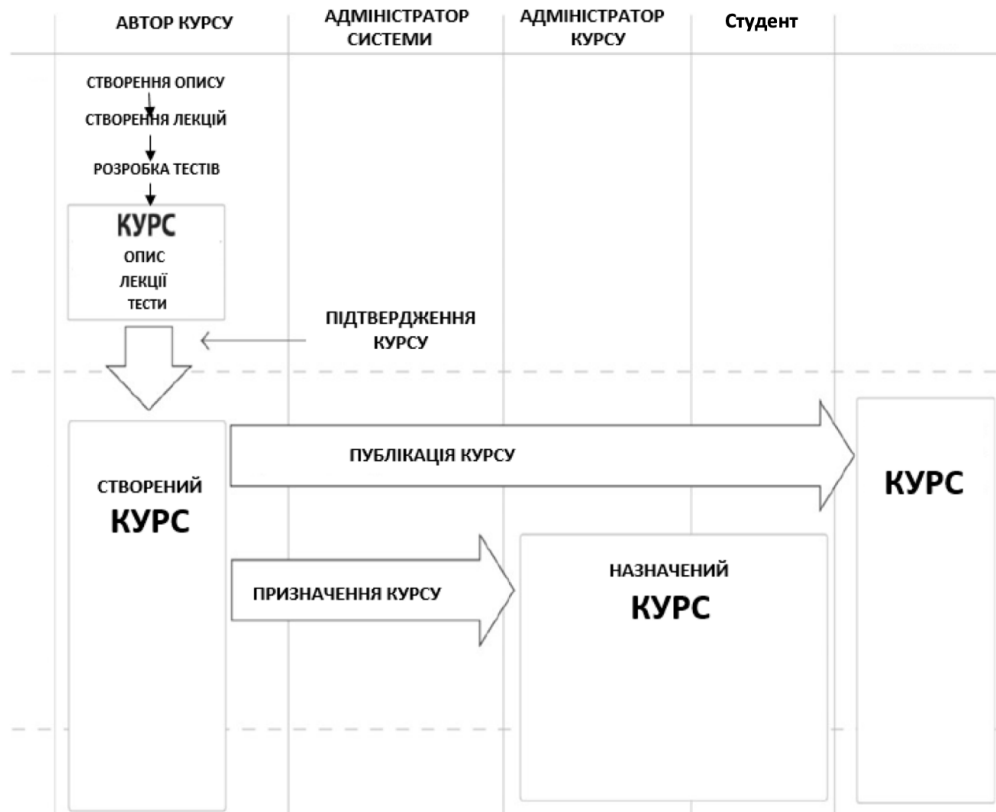 АВТОР КУРСУ
АДМІНІСТРАТОР
СИСТЕМИ
АДМІНІСТРАТОР
КУРСУ
Студент
СТВОРЕННЯ ОПИСУ
СТВОРЕННЯ ЛЕКЦІЙ
РОЗРОБКА ТЕСТІВ
КУРС
ОПИС
ЛЕКЦІЇ
ТЕСТИ
ПІДТВЕРДЖЕННЯ
КУРСУ
СТВОРЕНИЙ
КУРС
ПУБЛІКАЦІЯ КУРСУ
КУРС
ПРИЗНАЧЕННЯ КУРСУ
НАЗНАЧЕНИЙ
КУРС